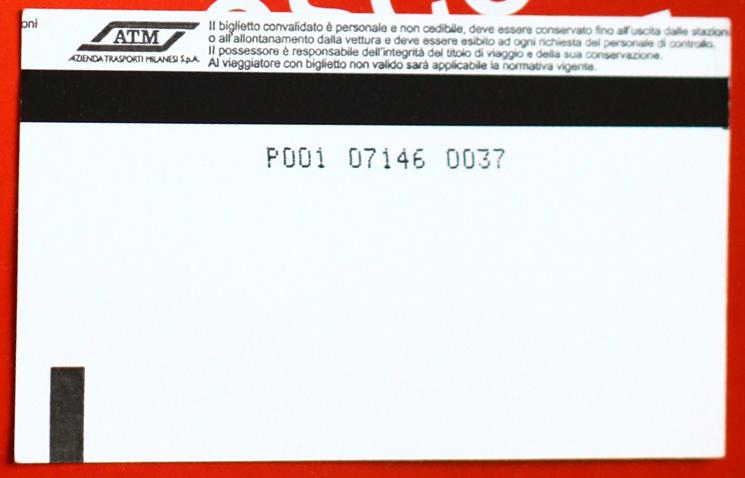 oni
ATM
AZIENDA TRASPORTI MILANESI S.p.A.
Il biglietto convalidato è personale e non cedibile, deve essere conservato fino all'uscita dalle stazioni
o all'allontanamento dalla vettura e deve essere esibito ad ogni richiesta del personale di controllo.
Il possessore è responsabile dell'integrità del titolo di viaggio e della sua conservazione.
Al viaggiatore con biglietto non valido sarà applicabile la normativa vigente.
P001 07146 0037